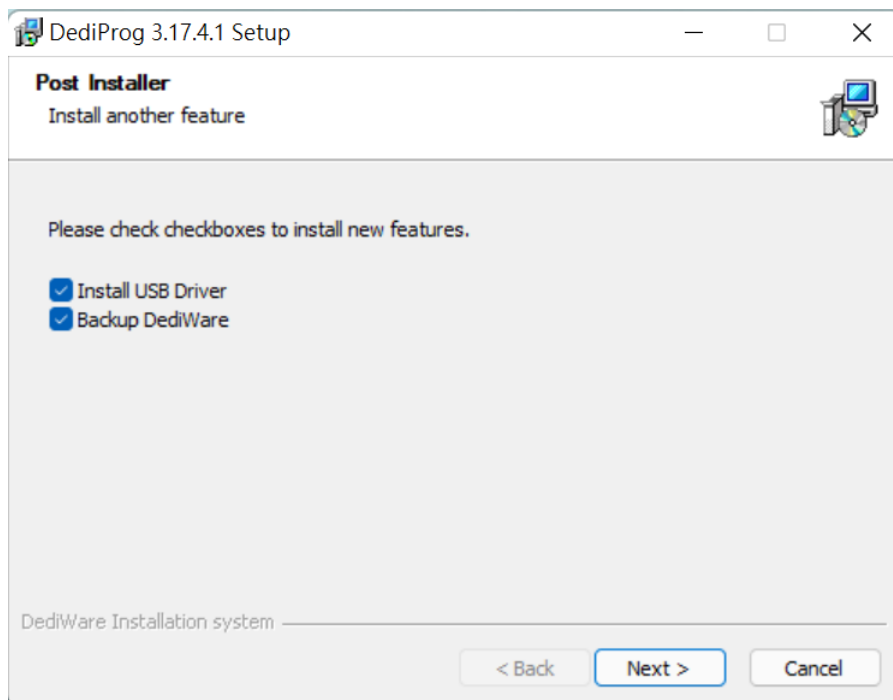 DediProg 3.17.4.1 Setup
Post Installer
Install another feature
Please check checkboxes to install new features.
Install USB Driver
Backup DediWare
DediWare Installation system
< Back Next > Cancel